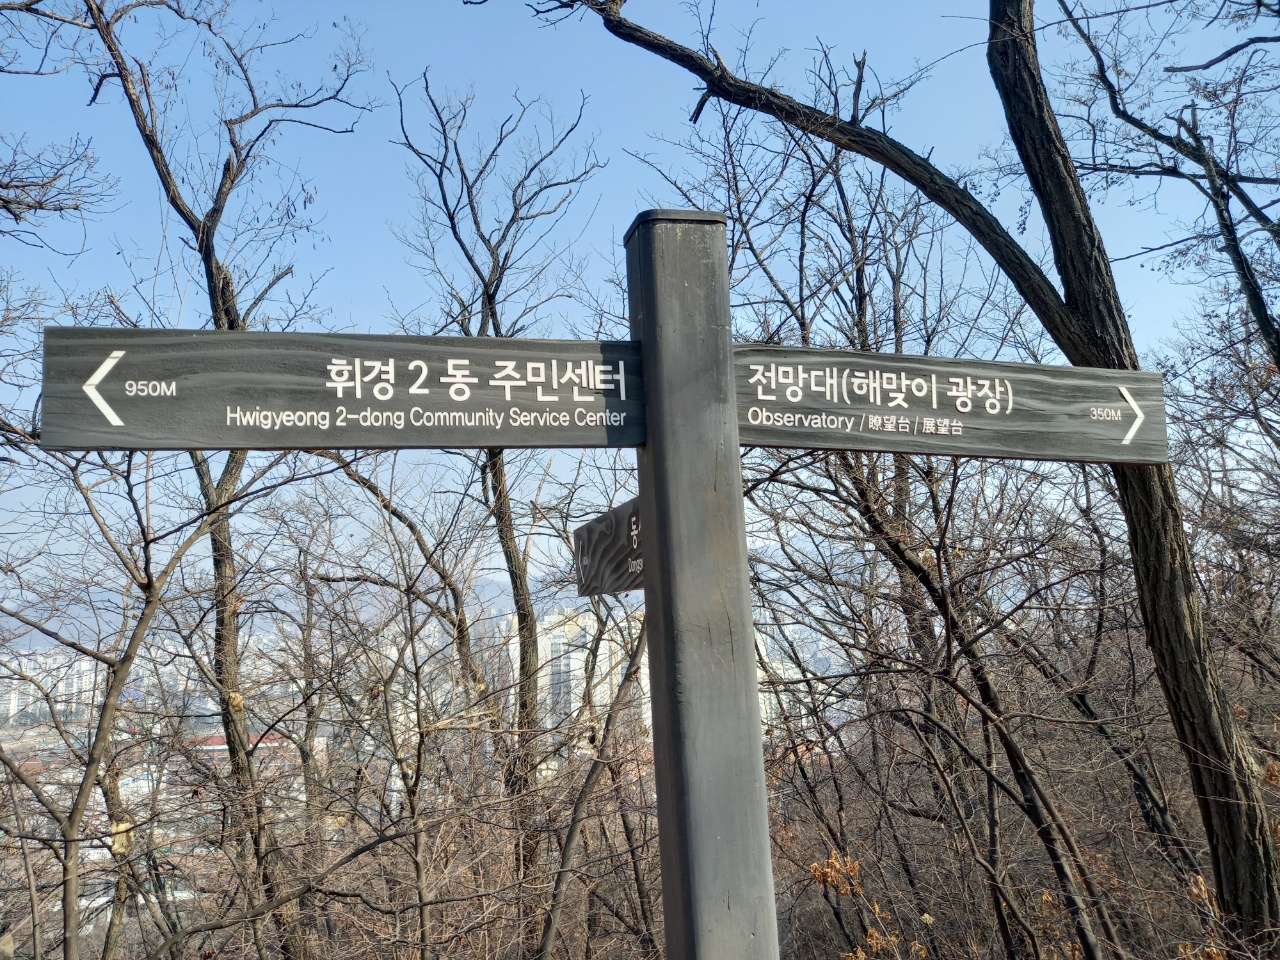 950M
휘경 2 동 주민센터
Hwigyeong 2-dong Community Service Center
전망대(해맞이 광장)
Observatory / 瞭望台 / 展望台
350M